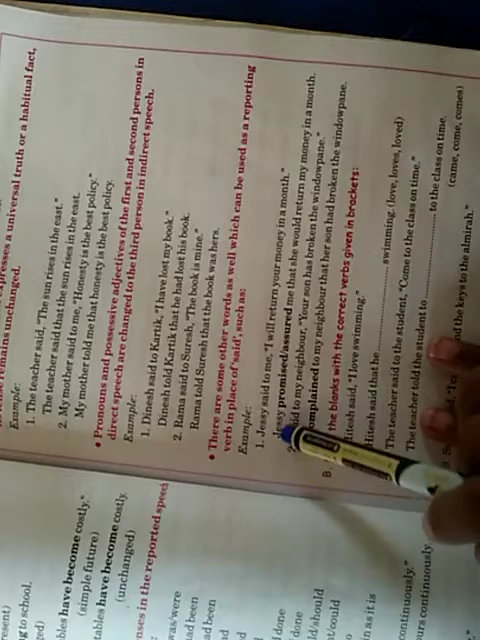 expresses a universal truth or a habitual fact,
remains unchanged.
Example:
1. The teacher said, "The sun rises in the east."
The teacher said that the sun rises in the east.
2. My mother said to me, "Honesty is the best policy."
My mother told me that honesty is the best policy.
• Pronouns and possessive adjectives of the first and second persons in
direct speech are changed to the third person in indirect speech.
Example:
1. Dinesh said to Kartik, "I have lost my book."
Dinesh told Kartik that he had lost his book.
2. Rama said to Suresh, "The book is mine."
Rama told Suresh that the book was hers.
• There are some other words as well which can be used as a reporting
verb in place of 'said', such as:
Example:
1. Jessy said to me, "I will return your money in a month."
Jessy promised/assured me that she would return my money in a month.
said to my neighbour, "Your son has broken the windowpane."
complained to my neighbour that her son had broken the windowpane.
B. the blanks with the correct verbs given in brackets:
Hitesh said, "I love swimming."
Hitesh said that he .................... swimming. (love, loves, loved)
The teacher said to the student, "Come to the class on time."
The teacher told the student to .................... to the class on time.
(came, come, comes)
and the keys to the almirah."
to school.
have become costly."
(simple future)
tables have become costly.
(unchanged)
in the reported speech
was/were
had been
had been
done
done
/should
/could
as it is
continuously."
continuously.